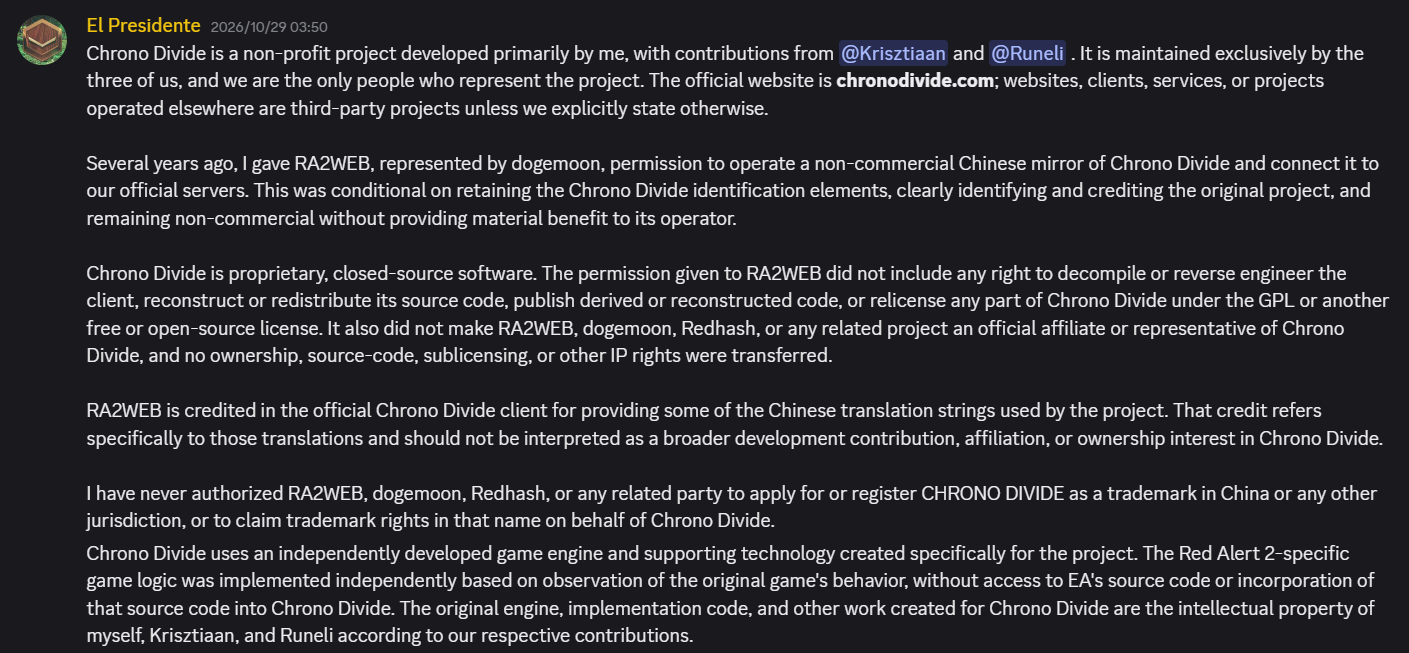 El Presidente 2026/10/29 03:50
Chrono Divide is a non-profit project developed primarily by me, with contributions from @Krisztiaan and @Runeli . It is maintained exclusively by the
three of us, and we are the only people who represent the project. The official website is chronodivide.com; websites, clients, services, or projects
operated elsewhere are third-party projects unless we explicitly state otherwise.
Several years ago, I gave RA2WEB, represented by dogemoon, permission to operate a non-commercial Chinese mirror of Chrono Divide and connect it to
our official servers. This was conditional on retaining the Chrono Divide identification elements, clearly identifying and crediting the original project, and
remaining non-commercial without providing material benefit to its operator.
Chrono Divide is proprietary, closed-source software. The permission given to RA2WEB did not include any right to decompile or reverse engineer the
client, reconstruct or redistribute its source code, publish derived or reconstructed code, or relicense any part of Chrono Divide under the GPL or another
free or open-source license. It also did not make RA2WEB, dogemoon, Redhash, or any related project an official affiliate or representative of Chrono
Divide, and no ownership, source-code, sublicensing, or other IP rights were transferred.
RA2WEB is credited in the official Chrono Divide client for providing some of the Chinese translation strings used by the project. That credit refers
specifically to those translations and should not be interpreted as a broader development contribution, affiliation, or ownership interest in Chrono Divide.
I have never authorized RA2WEB, dogemoon, Redhash, or any related party to apply for or register CHRONO DIVIDE as a trademark in China or any other
jurisdiction, or to claim trademark rights in that name on behalf of Chrono Divide.
Chrono Divide uses an independently developed game engine and supporting technology created specifically for the project. The Red Alert 2-specific
game logic was implemented independently based on observation of the original game's behavior, without access to EA's source code or incorporation of
that source code into Chrono Divide. The original engine, implementation code, and other work created for Chrono Divide are the intellectual property of
myself, Krisztiaan, and Runeli according to our respective contributions.